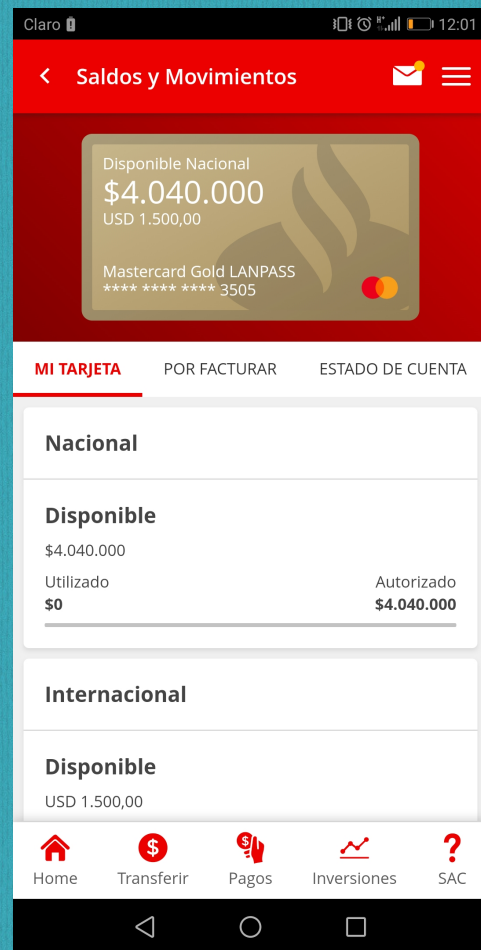 Claro 12:01
Saldos y Movimientos
Disponible Nacional
$4.040.000
USD 1.500,00
Mastercard Gold LANPASS
**** **** **** 3505
MI TARJETA POR FACTURAR ESTADO DE CUENTA
Nacional
Disponible
$4.040.000
Utilizado Autorizado
$0 $4.040.000
Internacional
Disponible
USD 1.500,00
Home Transferir Pagos Inversiones SAC